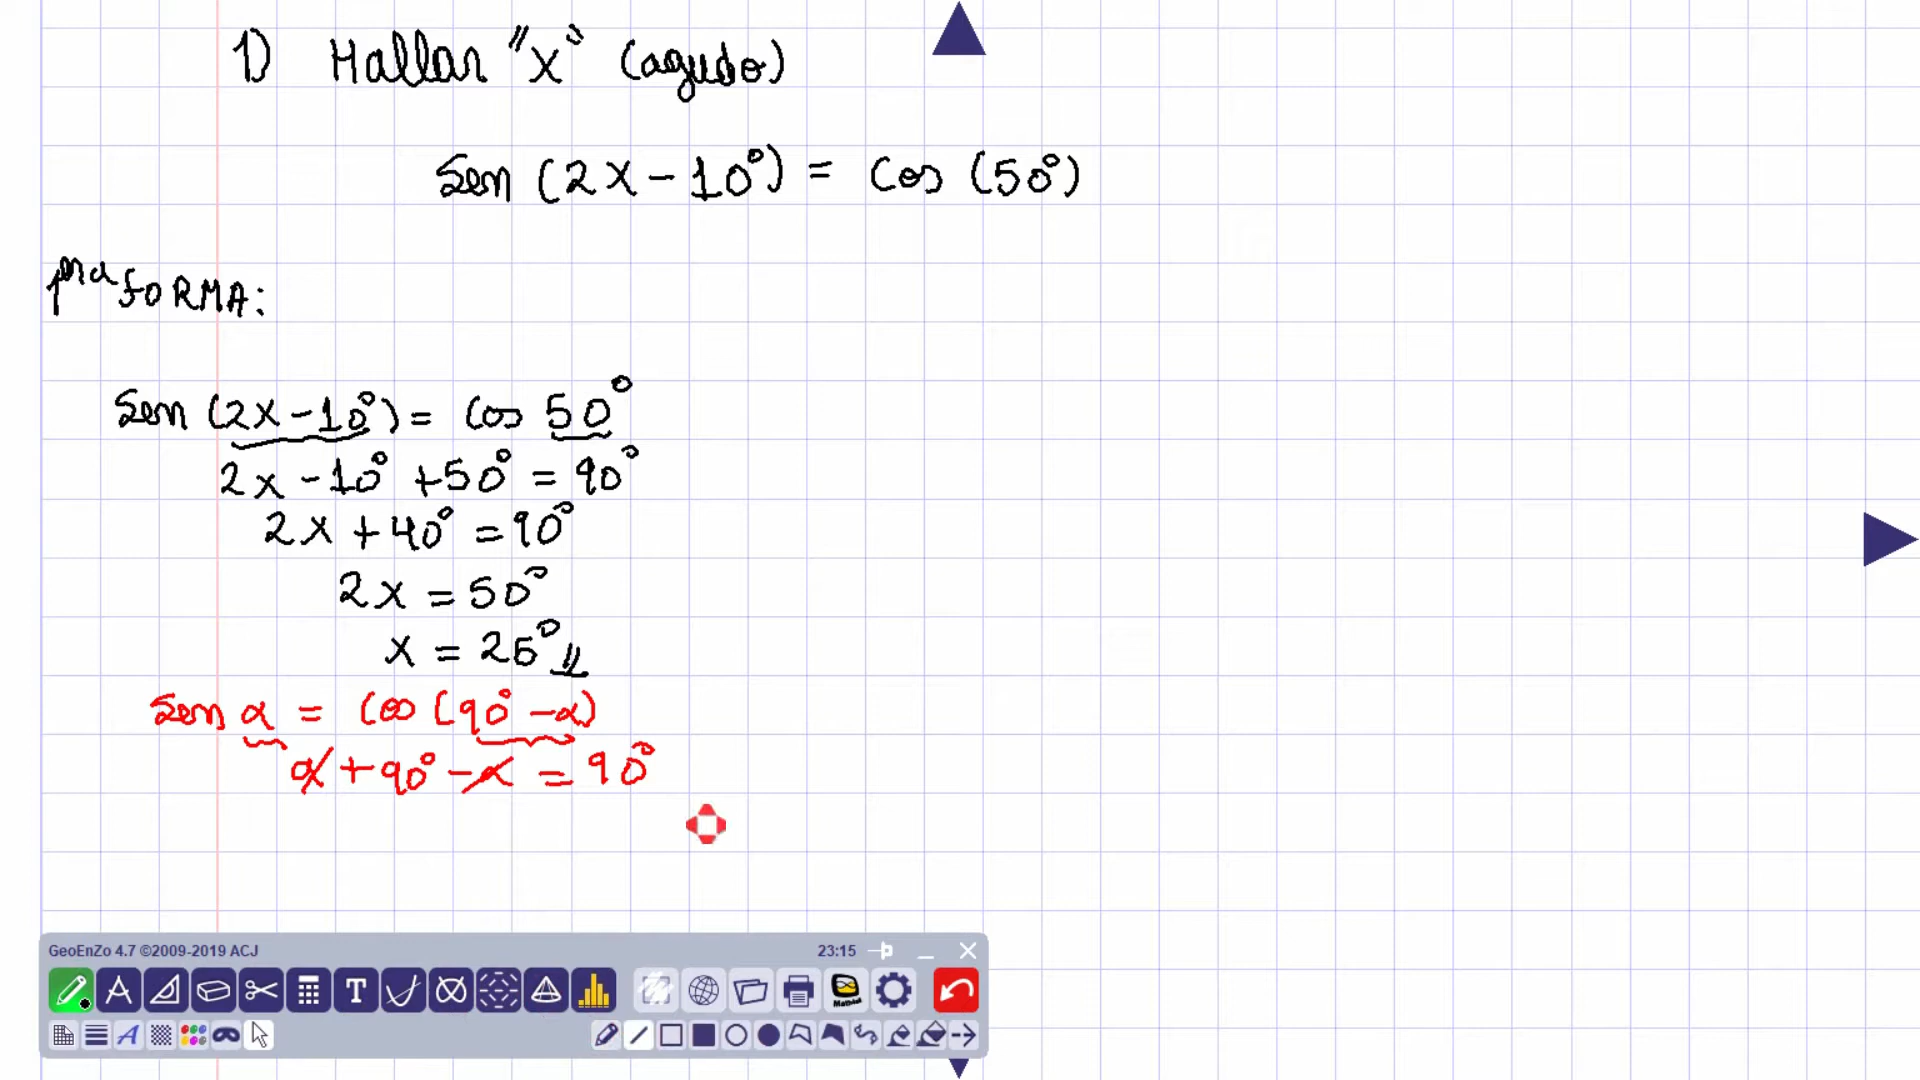 1) Hallar "x" (agudo)
Sen (2x - 10°) = Cos (50°)
1ra FORMA:
Sen (2x - 10°) = Cos 50°
2x - 10° + 50° = 90°
2x + 40° = 90°
2x = 50°
x = 25°
Sen α = Cos (90° - α)
α + 90° - α = 90°
GeoEnZo 4.7 ©2009-2019 ACJ
23:15